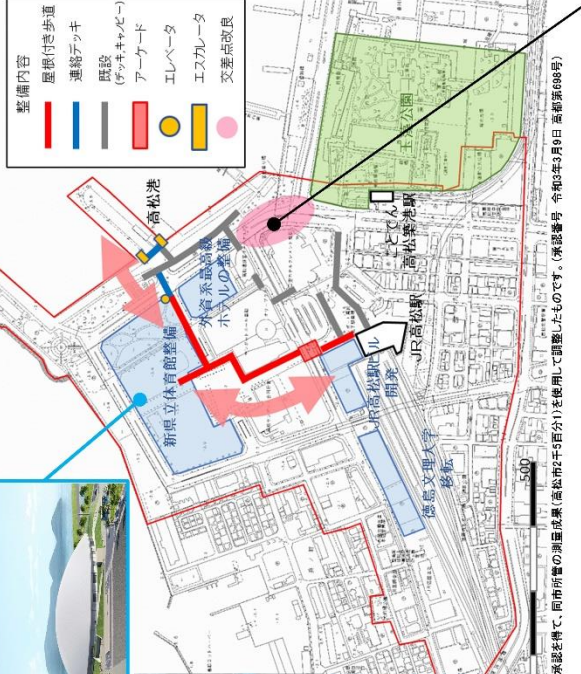 整備内容
屋根付き歩道
連絡デッキ
既設
(デッキ、キャノピー)
アーケード
エレベータ
エスカレータ
交差点改良
高松港
外資系最高級
ホテルの整備
新県立体育館整備
玉藻公園
ことでん
高松築港駅
JR高松駅
JR高松駅ビル
開発
徳島文理大学
移転
500
承認を得て、同市所管の測量成果(高松市2千5百分1)を使用して調整したものです。(承認番号 令和3年3月9日 高都第698号)